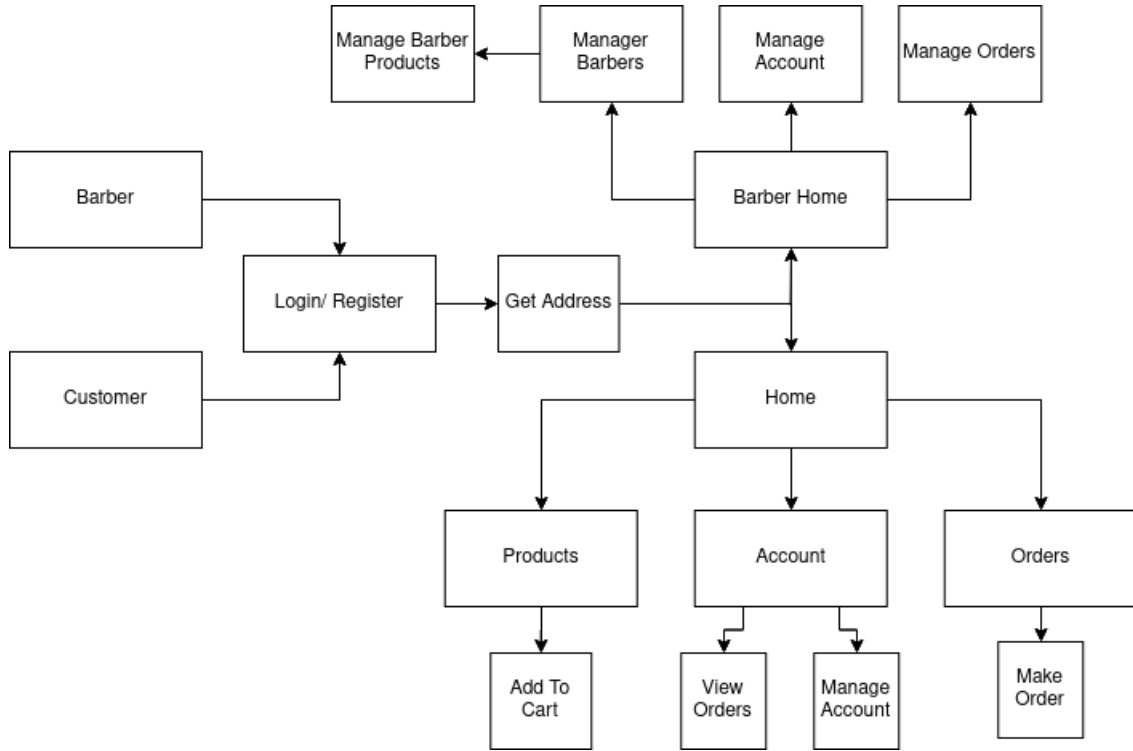 Manage Barber
Products
Manager
Barbers
Manage
Account
Manage Orders
Barber
Barber Home
Login/ Register
Get Address
Customer
Home
Products
Account
Orders
Add To
Cart
View
Orders
Manage
Account
Make
Order